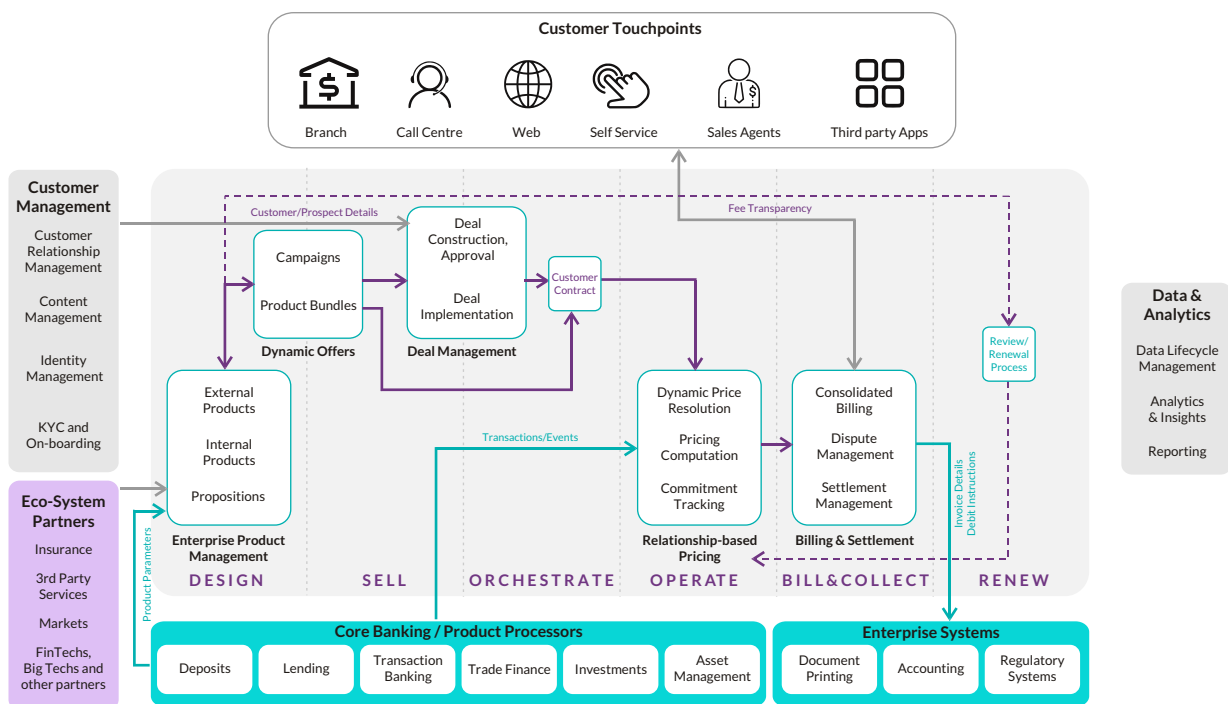 Customer Touchpoints
Branch
Call Centre
Web
Self Service
Sales Agents
Third party Apps
Customer
Management
Customer
Relationship
Management
Content
Management
Identity
Management
KYC and
On-boarding
Eco-System
Partners
Insurance
3rd Party
Services
Markets
FinTechs,
Big Techs and
other partners
Customer/Prospect Details
Fee Transparency
Campaigns
Product Bundles
Dynamic Offers
Deal
Construction,
Approval
Deal
Implementation
Deal Management
Customer
Contract
Review/
Renewal
Process
External
Products
Internal
Products
Propositions
Enterprise Product
Management
Transactions/Events
Dynamic Price
Resolution
Pricing
Computation
Commitment
Tracking
Relationship-based
Pricing
Consolidated
Billing
Dispute
Management
Settlement
Management
Billing & Settlement
Invoice Details
Debit Instructions
Product Parameters
DESIGN
SELL
ORCHESTRATE
OPERATE
BILL&COLLECT
RENEW
Data &
Analytics
Data Lifecycle
Management
Analytics
& Insights
Reporting
Core Banking / Product Processors
Deposits
Lending
Transaction
Banking
Trade Finance
Investments
Asset
Management
Enterprise Systems
Document
Printing
Accounting
Regulatory
Systems